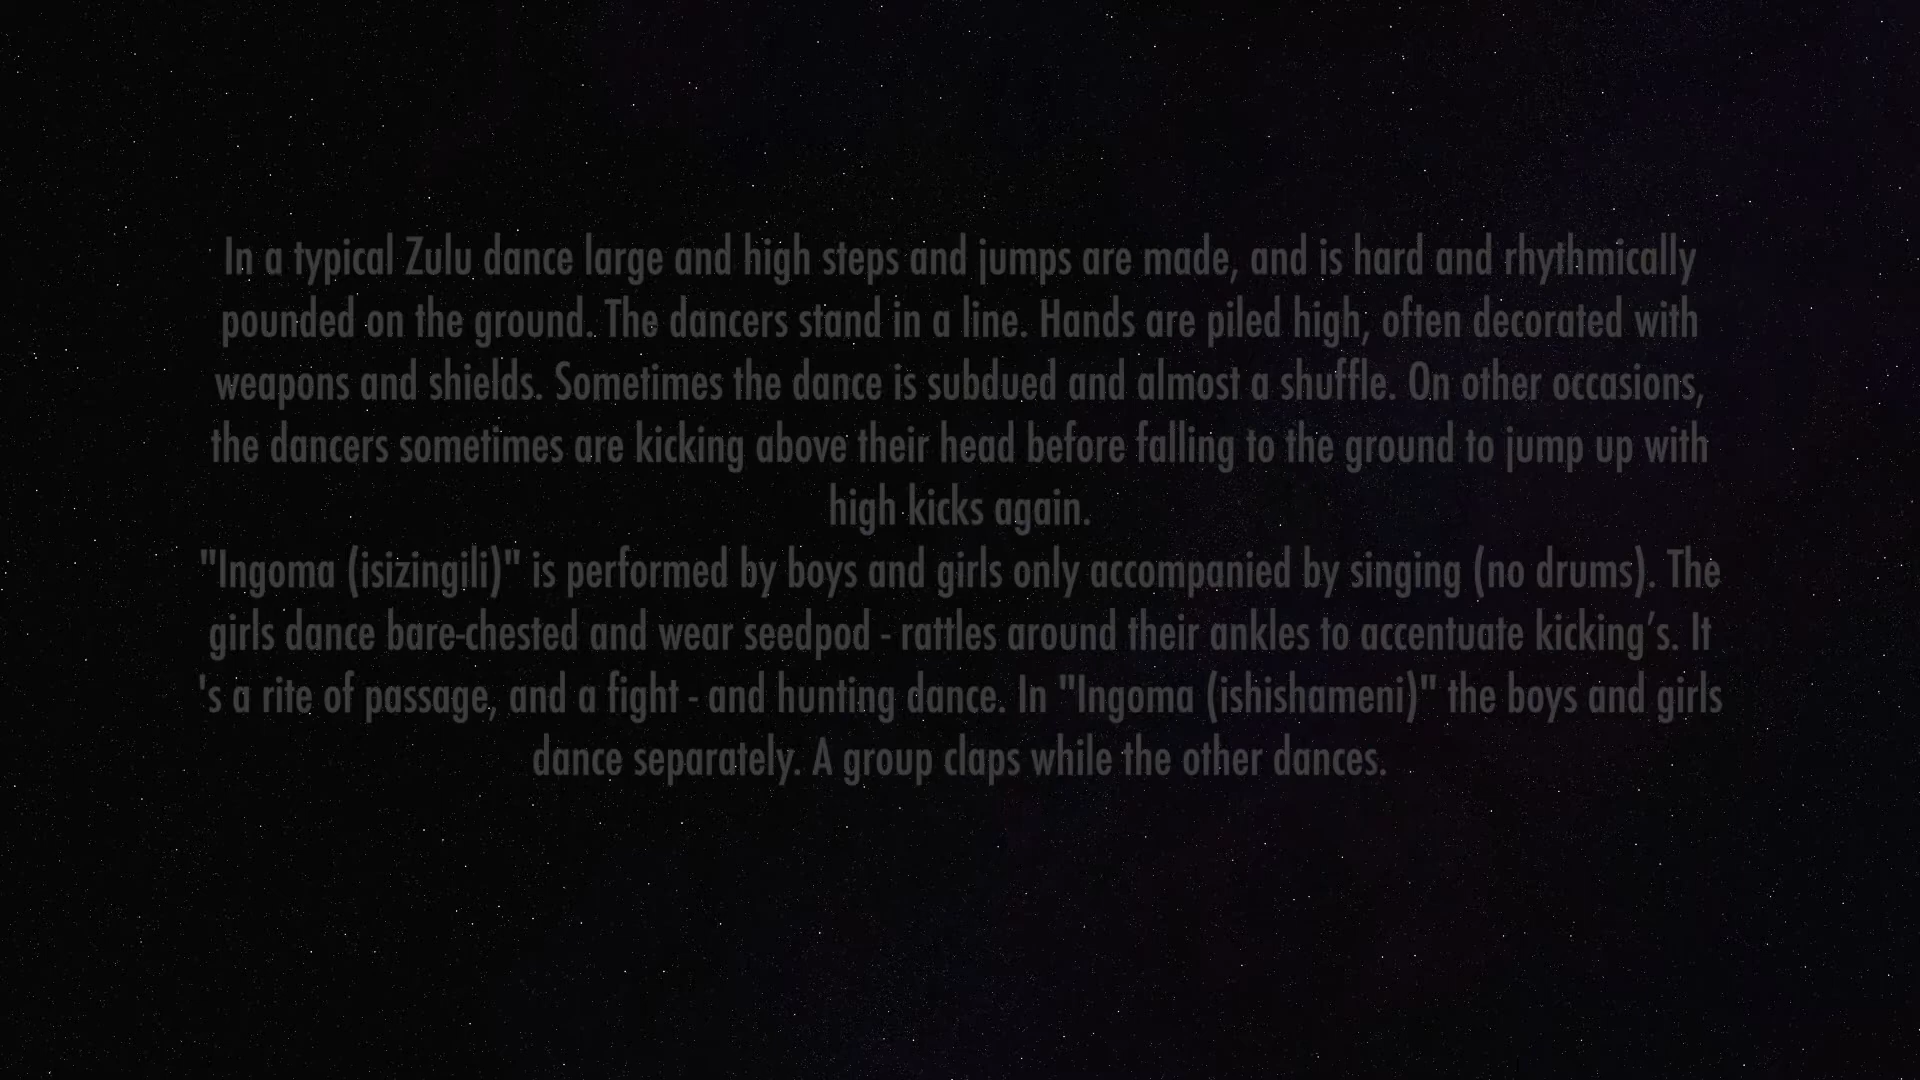 In a typical Zulu dance large and high steps and jumps are made, and is hard and rhythmically
pounded on the ground. The dancers stand in a line. Hands are piled high, often decorated with
weapons and shields. Sometimes the dance is subdued and almost a shuffle. On other occasions,
the dancers sometimes are kicking above their head before falling to the ground to jump up with
high kicks again.
"Ingoma (isizingili)" is performed by boys and girls only accompanied by singing (no drums). The
girls dance bare-chested and wear seedpod - rattles around their ankles to accentuate kicking’s. It
's a rite of passage, and a fight - and hunting dance. In "Ingoma (ishishameni)" the boys and girls
dance separately. A group claps while the other dances.